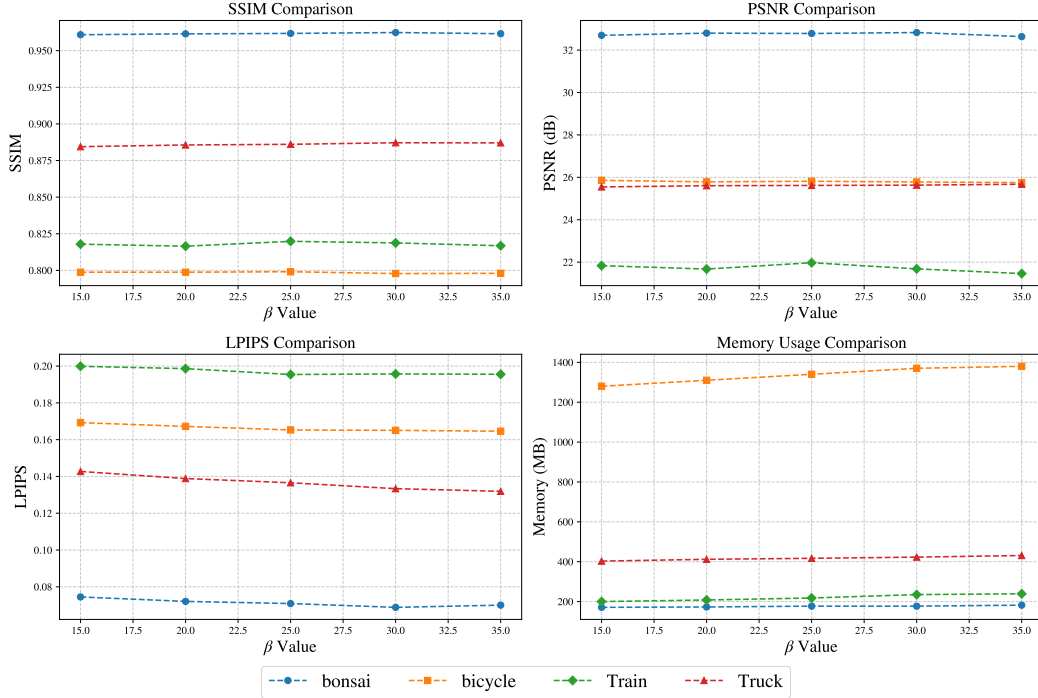 SSIM Comparison
0.950
0.925
0.900
0.875
0.850
0.825
0.800
SSIM
15.0 17.5 20.0 22.5 25.0 27.5 30.0 32.5 35.0
β Value
PSNR Comparison
32
30
28
26
24
22
PSNR (dB)
15.0 17.5 20.0 22.5 25.0 27.5 30.0 32.5 35.0
β Value
LPIPS Comparison
0.20
0.18
0.16
0.14
0.12
0.10
0.08
LPIPS
15.0 17.5 20.0 22.5 25.0 27.5 30.0 32.5 35.0
β Value
Memory Usage Comparison
1400
1200
1000
800
600
400
200
Memory (MB)
15.0 17.5 20.0 22.5 25.0 27.5 30.0 32.5 35.0
β Value
bonsai bicycle Train Truck